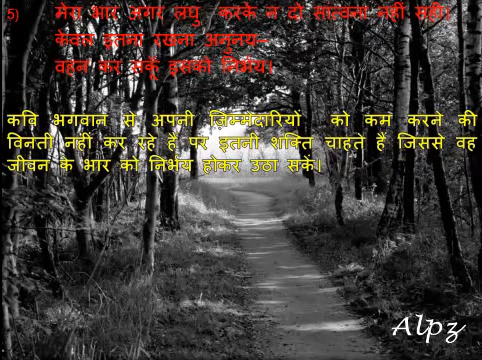 5) मेरा भार अगर लघु करके न दो सांत्वना नहीं सही।
केवल इतना रखना अनुनय–
वहन कर सकूँ इसको निर्भय।
कवि भगवान से अपनी ज़िम्मेदारियों को कम करने की
विनती नहीं कर रहे हैं पर इतनी शक्ति चाहते हैं जिससे वह
जीवन के भार को निर्भय होकर उठा सकें।
Alpz